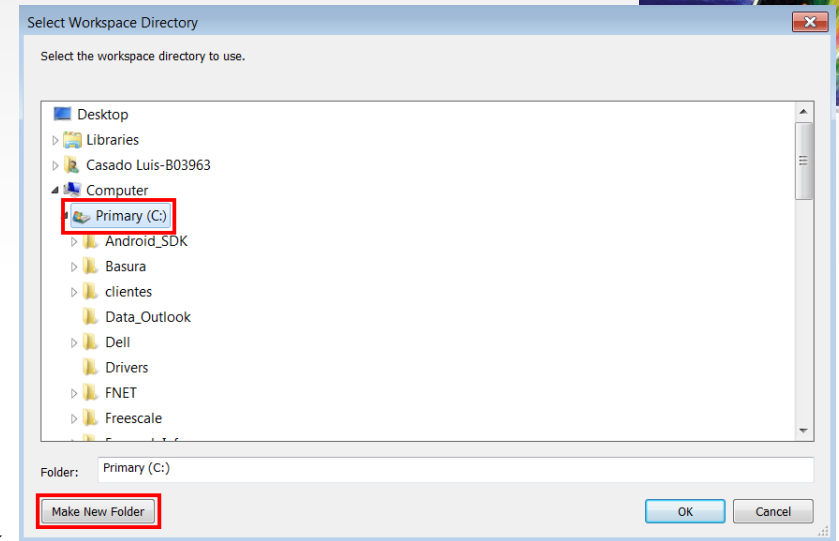 Select Workspace Directory
Select the workspace directory to use.
Desktop
Libraries
Casado Luis-B03963
Computer
Primary (C:)
Android_SDK
Basura
clientes
Data_Outlook
Dell
Drivers
FNET
Freescale
Folder: Primary (C:)
Make New Folder OK Cancel